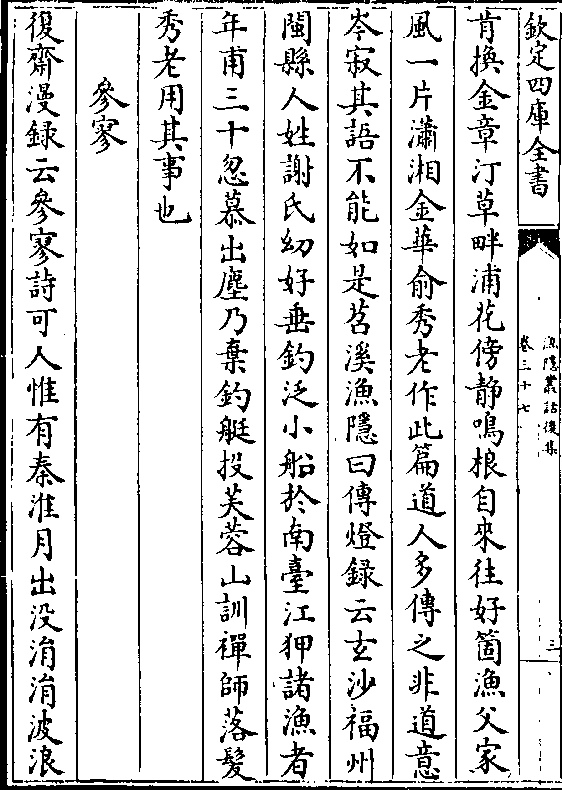 欽定四庫全書
漁隱叢話後集
卷三十七
三
肯換金章汀草畔浦花傍静鳴根自來往好箇漁父家
風一片瀟湘金華俞秀老作此篇道人多傳之非道意
岑寂其語不能如是苕溪漁隱曰傳燈録云玄沙福州
閩縣人姓謝氏幼好垂釣泛小船於南臺江狎諸漁者
年甫三十忽慕出塵乃棄釣艇投芙蓉山訓禪師落髮
秀老用其事也
參寥
復齋漫録云參寥詩可人惟有秦淮月出没涓涓波浪